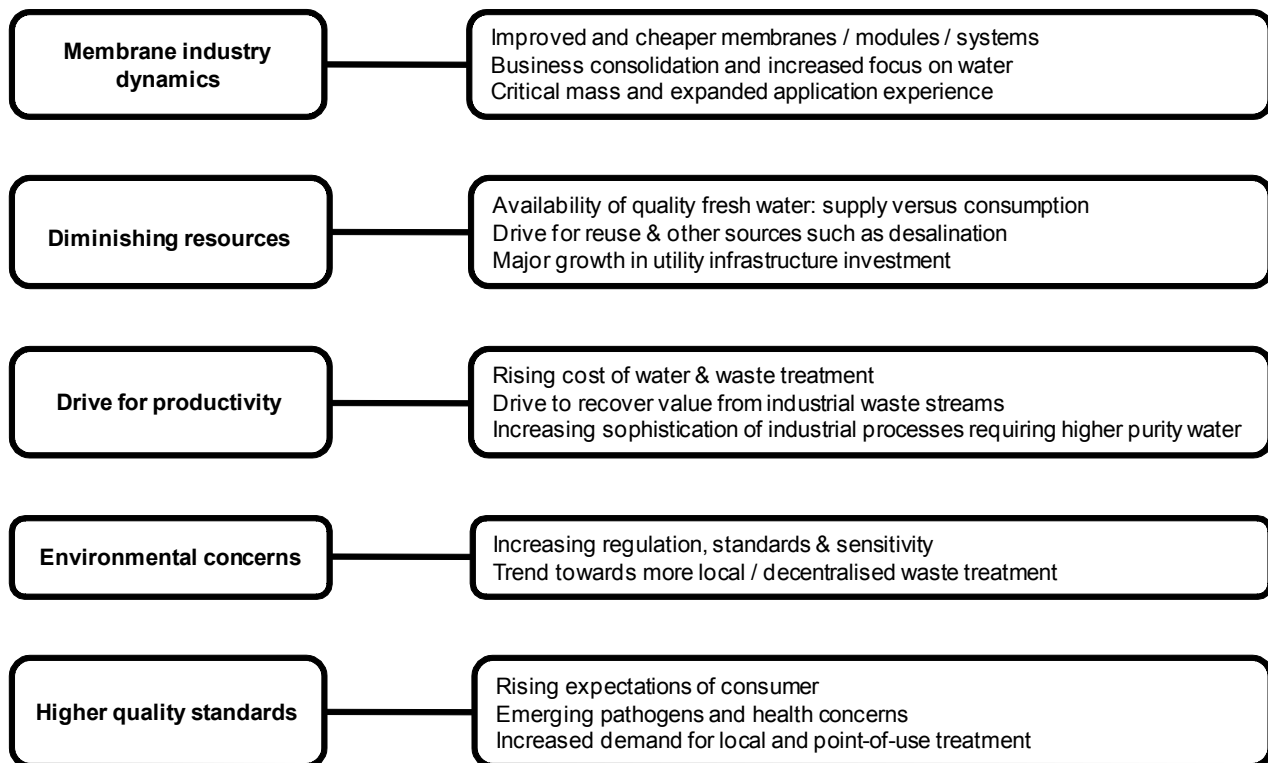 Membrane industry
dynamics
Improved and cheaper membranes / modules / systems
Business consolidation and increased focus on water
Critical mass and expanded application experience
Diminishing resources
Availability of quality fresh water: supply versus consumption
Drive for reuse & other sources such as desalination
Major growth in utility infrastructure investment
Drive for productivity
Rising cost of water & waste treatment
Drive to recover value from industrial waste streams
Increasing sophistication of industrial processes requiring higher purity water
Environmental concerns
Increasing regulation, standards & sensitivity
Trend towards more local / decentralised waste treatment
Higher quality standards
Rising expectations of consumer
Emerging pathogens and health concerns
Increased demand for local and point-of-use treatment